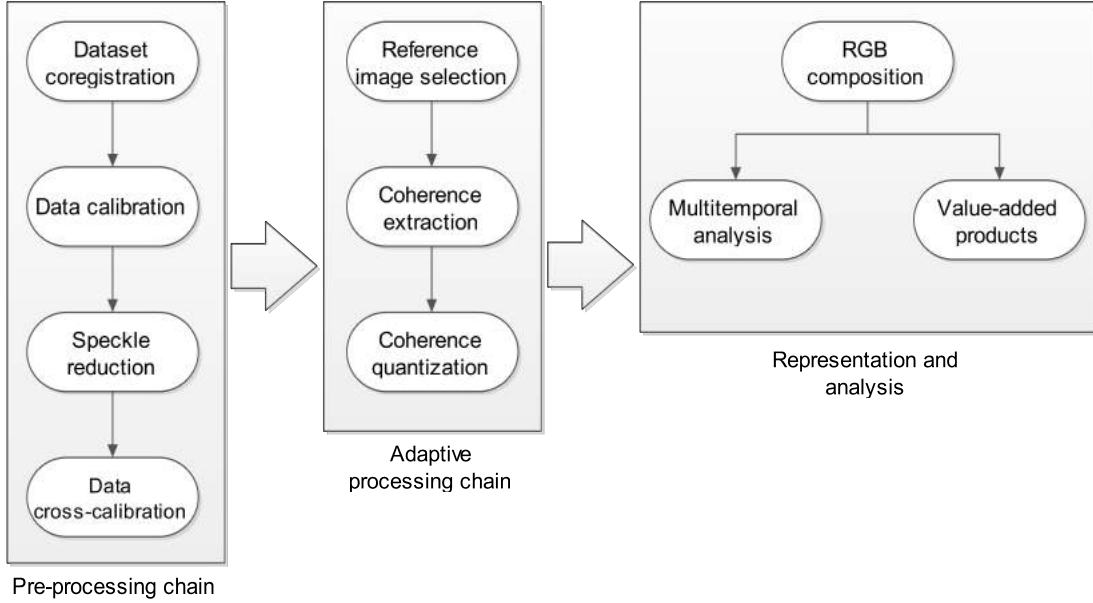 Dataset
coregistration
Data calibration
Speckle
reduction
Data
cross-calibration
Pre-processing chain
Reference
image selection
Coherence
extraction
Coherence
quantization
Adaptive
processing chain
RGB
composition
Multitemporal
analysis
Value-added
products
Representation and
analysis